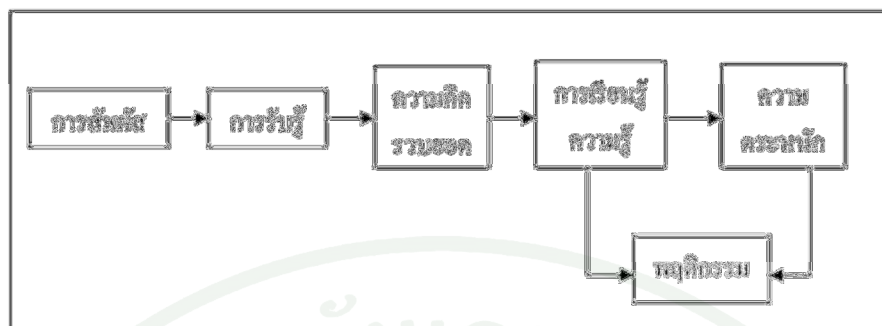 การสัมผัส
การรับรู้
ความคิด
รวบยอด
การเรียนรู้
ความรู้
ความ
ตระหนัก
พฤติกรรม